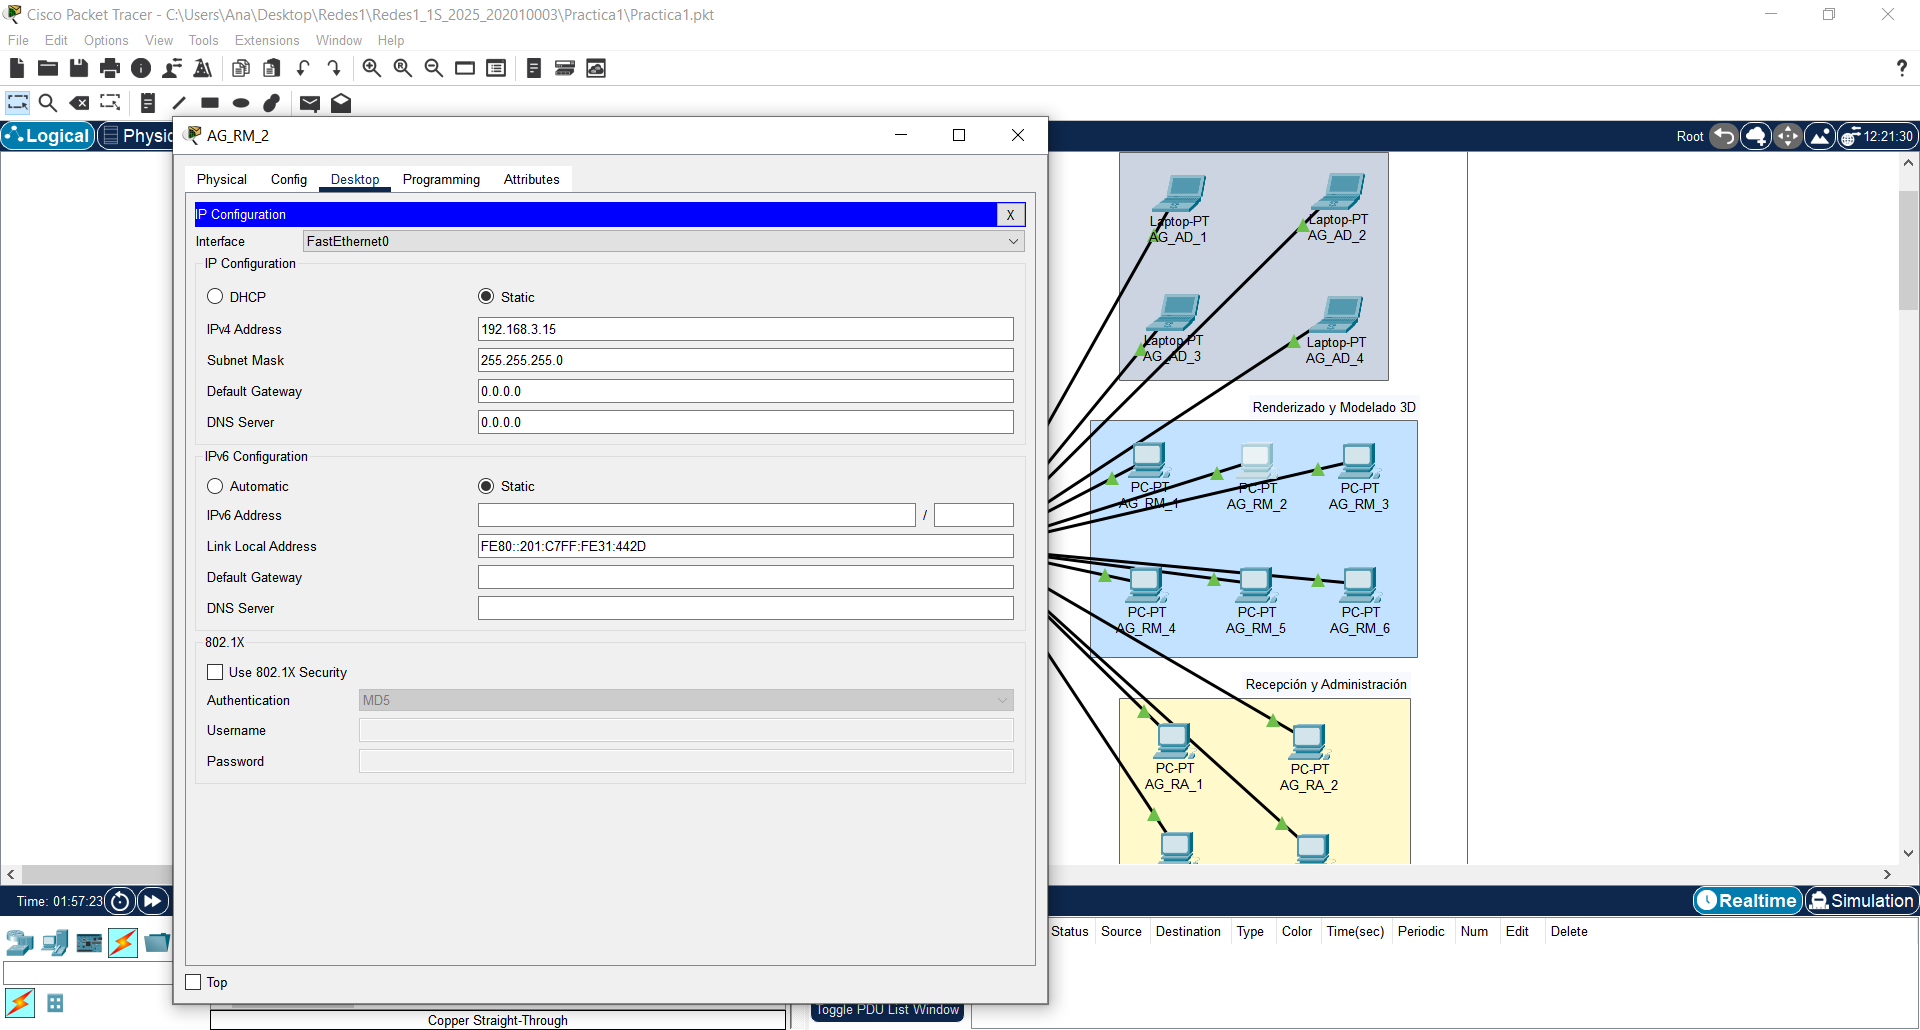 Cisco Packet Tracer - C:\Users\Ana\Desktop\Redes1\Redes1_1S_2025_202010003\Practica1\Practica1.pkt
File Edit Options View Tools Extensions Window Help
Logical
Physic
Root
12:21:30
AG_RM_2
Physical Config Desktop Programming Attributes
IP Configuration
X
Interface
FastEthernet0
IP Configuration
DHCP
Static
IPv4 Address
192.168.3.15
Subnet Mask
255.255.255.0
Default Gateway
0.0.0.0
DNS Server
0.0.0.0
IPv6 Configuration
Automatic
Static
IPv6 Address
/
Link Local Address
FE80::201:C7FF:FE31:442D
Default Gateway
DNS Server
802.1X
Use 802.1X Security
Authentication
MD5
Username
Password
Top
Laptop-PT
AG_AD_1
Laptop-PT
AG_AD_2
Laptop-PT
AG_AD_3
Laptop-PT
AG_AD_4
Renderizado y Modelado 3D
PC-PT
AG_RM_1
PC-PT
AG_RM_2
PC-PT
AG_RM_3
PC-PT
AG_RM_4
PC-PT
AG_RM_5
PC-PT
AG_RM_6
Recepción y Administración
PC-PT
AG_RA_1
PC-PT
AG_RA_2
Time: 01:57:23
Realtime
Simulation
Status Source Destination Type Color Time(sec) Periodic Num Edit Delete
Toggle PDU List Window
Copper Straight-Through